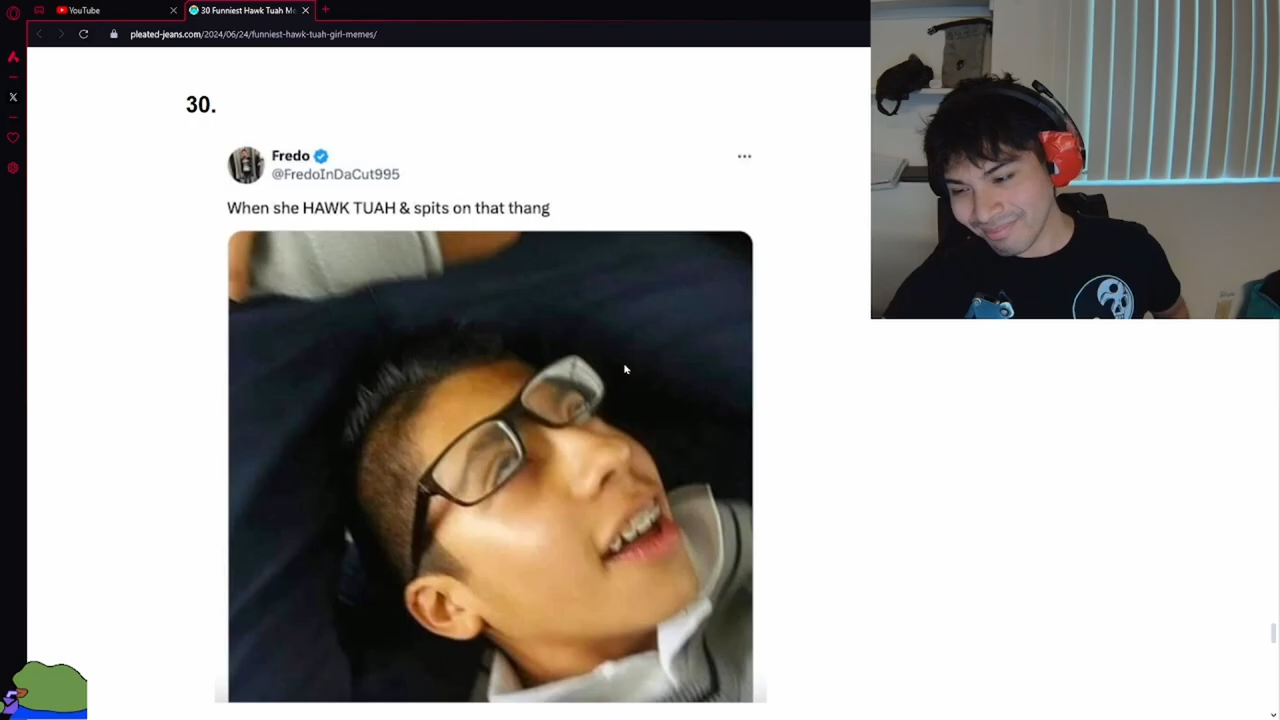 YouTube
30 Funniest Hawk Tuah M
pleated-jeans.com/2024/06/24/funniest-hawk-tuah-girl-memes/
30.
Fredo
@FredoInDaCut995
When she HAWK TUAH & spits on that thang